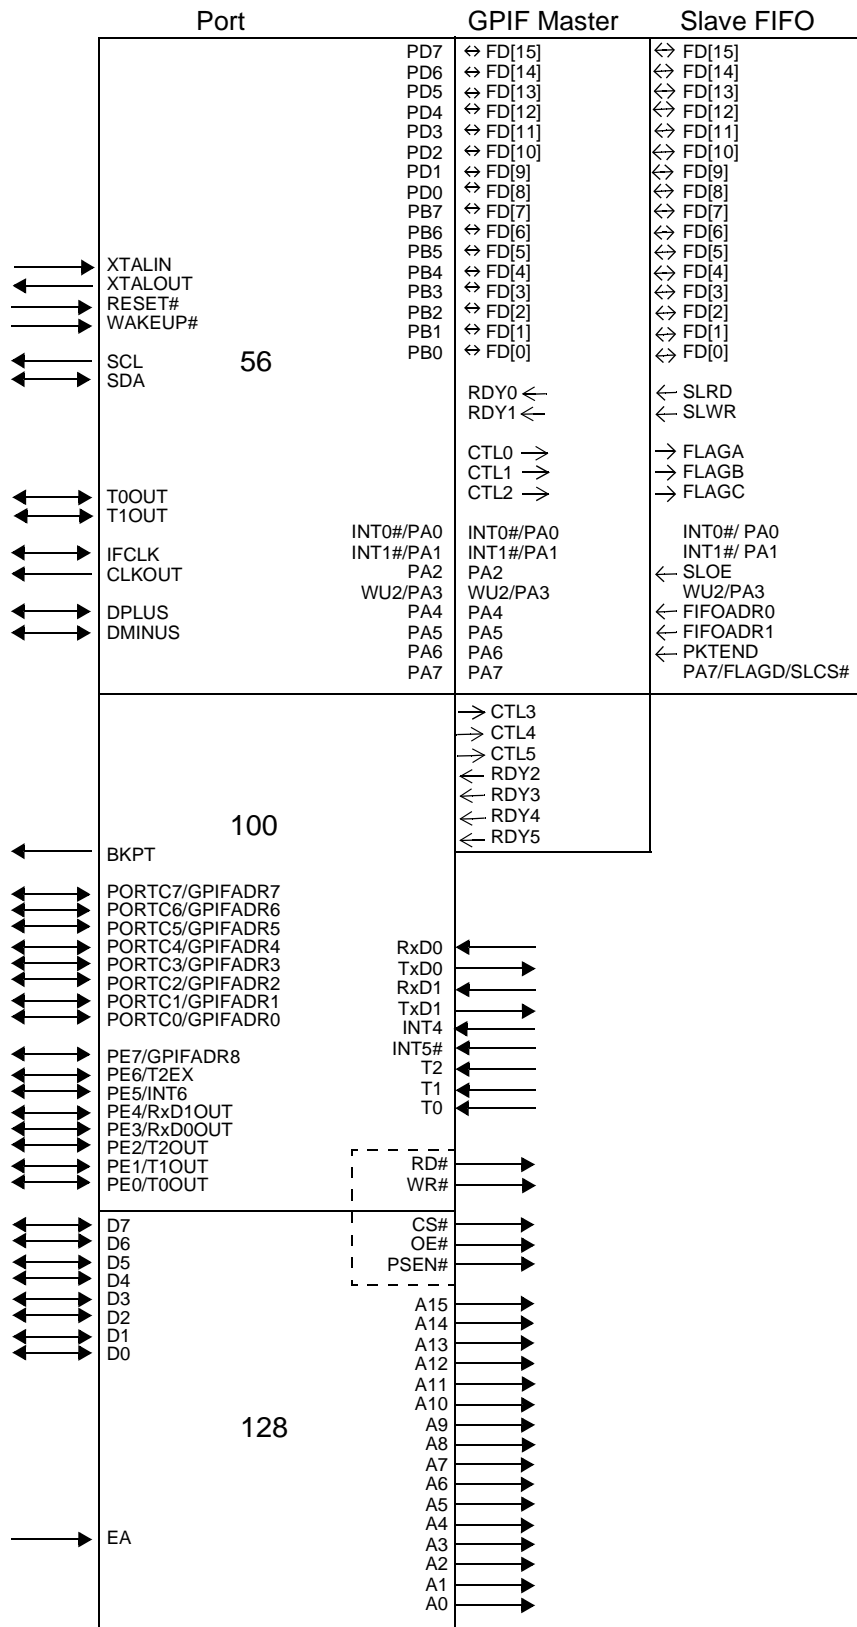 Port GPIF Master Slave FIFO
PD7 FD[15] FD[15]
PD6 FD[14] FD[14]
PD5 FD[13] FD[13]
PD4 FD[12] FD[12]
PD3 FD[11] FD[11]
PD2 FD[10] FD[10]
PD1 FD[9] FD[9]
PD0 FD[8] FD[8]
PB7 FD[7] FD[7]
PB6 FD[6] FD[6]
PB5 FD[5] FD[5]
XTALIN PB4 FD[4] FD[4]
XTALOUT PB3 FD[3] FD[3]
RESET# PB2 FD[2] FD[2]
WAKEUP# PB1 FD[1] FD[1]
SCL 56 PB0 FD[0] FD[0]
SDA
RDY0 SLRD
RDY1 SLWR
CTL0 FLAGA
CTL1 FLAGB
T0OUT CTL2 FLAGC
T1OUT
INT0#/PA0 INT0#/PA0 INT0#/ PA0
IFCLK INT1#/PA1 INT1#/PA1 INT1#/ PA1
CLKOUT PA2 PA2 SLOE
WU2/PA3 WU2/PA3 WU2/PA3
DPLUS PA4 PA4 FIFOADR0
DMINUS PA5 PA5 FIFOADR1
PA6 PA6 PKTEND
PA7 PA7 PA7/FLAGD/SLCS#
CTL3
CTL4
CTL5
RDY2
RDY3
100 RDY4
RDY5
BKPT
PORTC7/GPIFADR7
PORTC6/GPIFADR6
PORTC5/GPIFADR5
PORTC4/GPIFADR4 RxD0
PORTC3/GPIFADR3 TxD0
PORTC2/GPIFADR2 RxD1
PORTC1/GPIFADR1 TxD1
PORTC0/GPIFADR0 INT4
PE7/GPIFADR8 INT5#
PE6/T2EX T2
PE5/INT6 T1
PE4/RxD1OUT T0
PE3/RxD0OUT
PE2/T2OUT
PE1/T1OUT RD#
PE0/T0OUT WR#
D7 CS#
D6 OE#
D5 PSEN#
D4
D3 A15
D2 A14
D1 A13
D0 A12
A11
A10
128 A9
A8
A7
A6
A5
A4
EA A3
A2
A1
A0